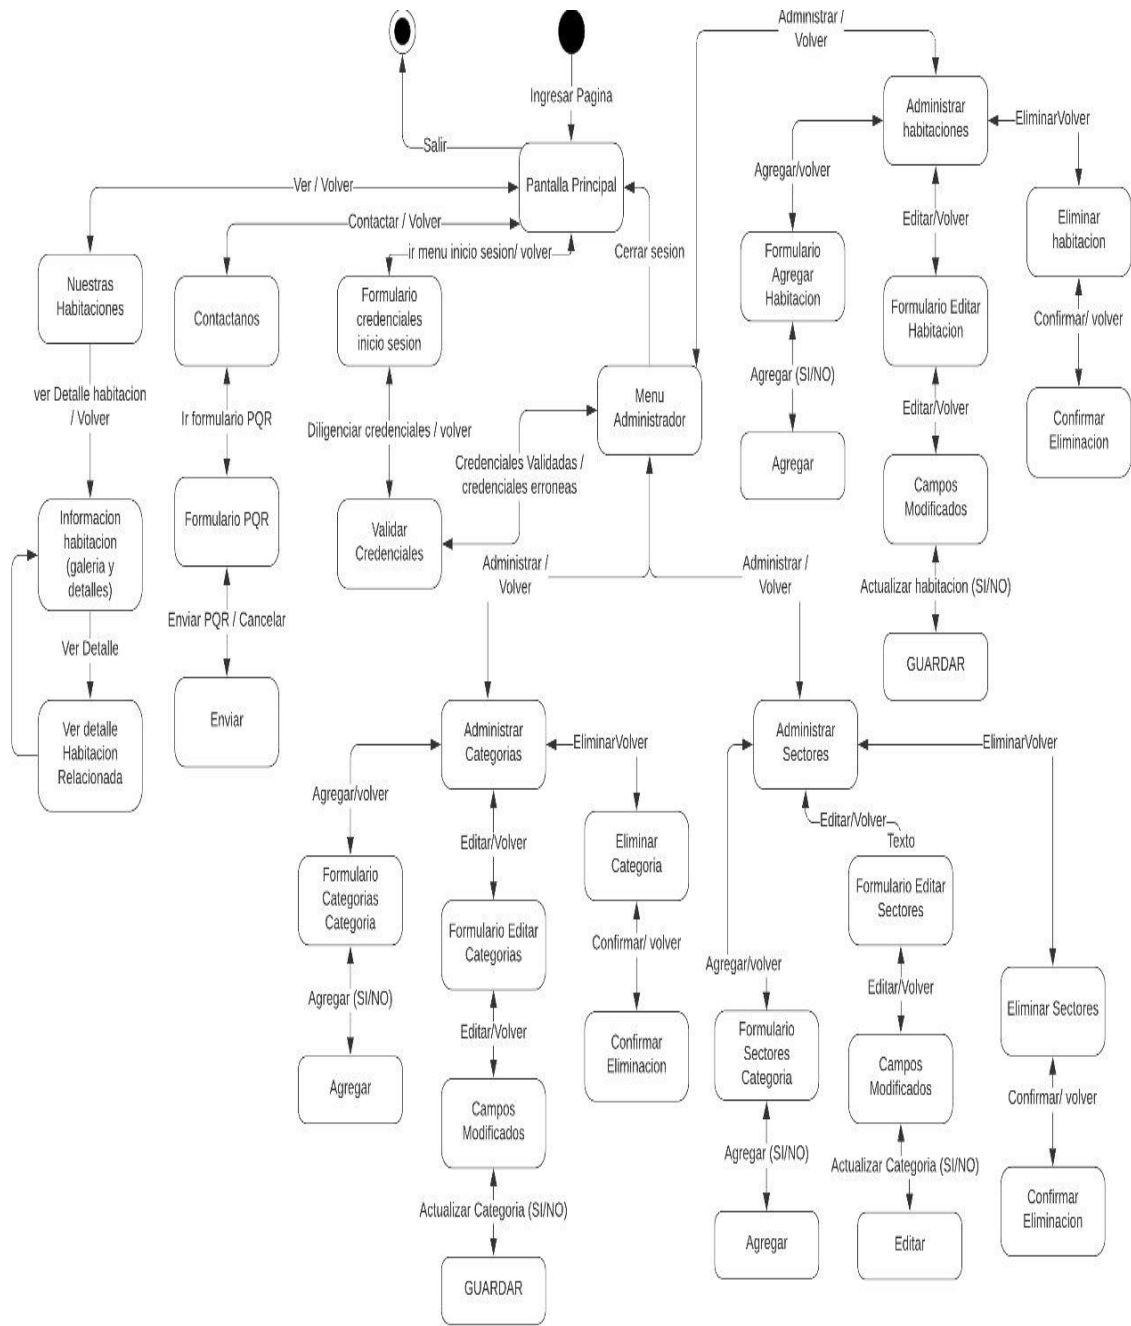 Administrar /
Volver
Ingresar Pagina
Administrar
habitaciones
EliminarVolver
Salir
Agregar/volver
Pantalla Principal
Ver / Volver
Contactar / Volver
Editar/Volver
Eliminar
habitacion
ir menu inicio sesion/ volver
Cerrar sesion
Formulario
Agregar
Habitacion
Nuestras
Habitaciones
Contactanos
Formulario
credenciales
inicio sesion
Formulario Editar
Habitacion
Confirmar/ volver
ver Detalle habitacion
/ Volver
Agregar (SI/NO)
Menu
Administrador
Editar/Volver
Confirmar
Eliminacion
Ir formulario PQR
Diligenciar credenciales / volver
Credenciales Validadas /
credenciales erroneas
Agregar
Campos
Modificados
Informacion
habitacion
(galeria y
detalles)
Formulario PQR
Validar
Credenciales
Administrar /
Volver
Administrar /
Volver
Actualizar habitacion (SI/NO)
Enviar PQR / Cancelar
Ver Detalle
GUARDAR
Enviar
Ver detalle
Habitacion
Relacionada
Administrar
Categorias
EliminarVolver
Administrar
Sectores
EliminarVolver
Agregar/volver
Editar/Volver
Eliminar
Categoria
Editar/Volver
Texto
Formulario
Categorias
Categoria
Formulario Editar
Sectores
Formulario Editar
Categorias
Confirmar/ volver
Agregar/volver
Editar/Volver
Agregar (SI/NO)
Eliminar Sectores
Editar/Volver
Formulario
Sectores
Categoria
Confirmar
Eliminacion
Campos
Modificados
Agregar
Campos
Modificados
Confirmar/ volver
Agregar (SI/NO)
Actualizar Categoria (SI/NO)
Actualizar Categoria (SI/NO)
Confirmar
Eliminacion
Agregar
Editar
GUARDAR